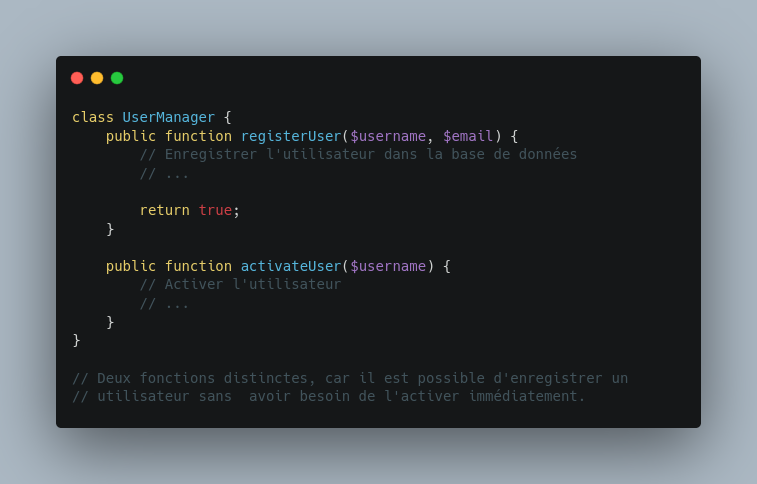 class UserManager {
    public function registerUser($username, $email) {
        // Enregistrer l'utilisateur dans la base de données
        // ...

        return true;
    }

    public function activateUser($username) {
        // Activer l'utilisateur
        // ...
    }
}

// Deux fonctions distinctes, car il est possible d'enregistrer un
// utilisateur sans  avoir besoin de l'activer immédiatement.